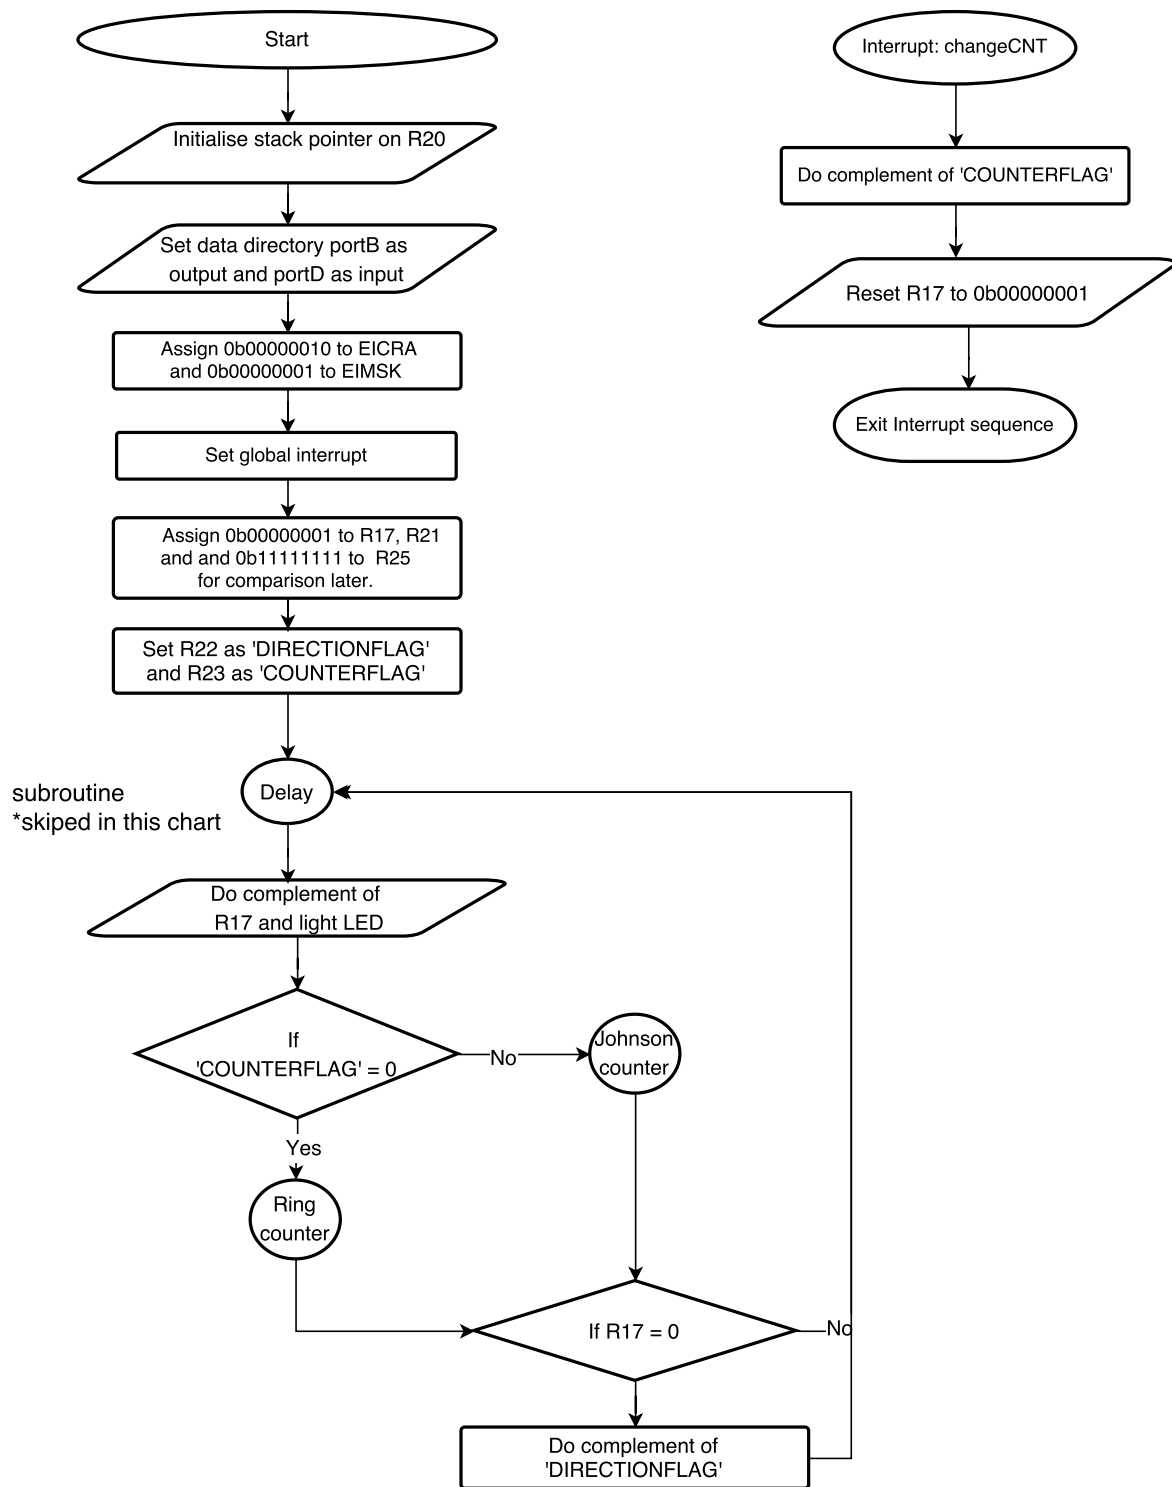 Start
Initialise stack pointer on R20
Set data directory portB as
output and portD as input
Assign 0b00000010 to EICRA
and 0b00000001 to EIMSK
Set global interrupt
Assign 0b00000001 to R17, R21
and and 0b11111111 to R25
for comparison later.
Set R22 as 'DIRECTIONFLAG'
and R23 as 'COUNTERFLAG'
Delay
subroutine
*skiped in this chart
Do complement of
R17 and light LED
If
'COUNTERFLAG' = 0
No
Johnson
counter
Yes
Ring
counter
If R17 = 0
No
Do complement of
'DIRECTIONFLAG'
Interrupt: changeCNT
Do complement of 'COUNTERFLAG'
Reset R17 to 0b00000001
Exit Interrupt sequence